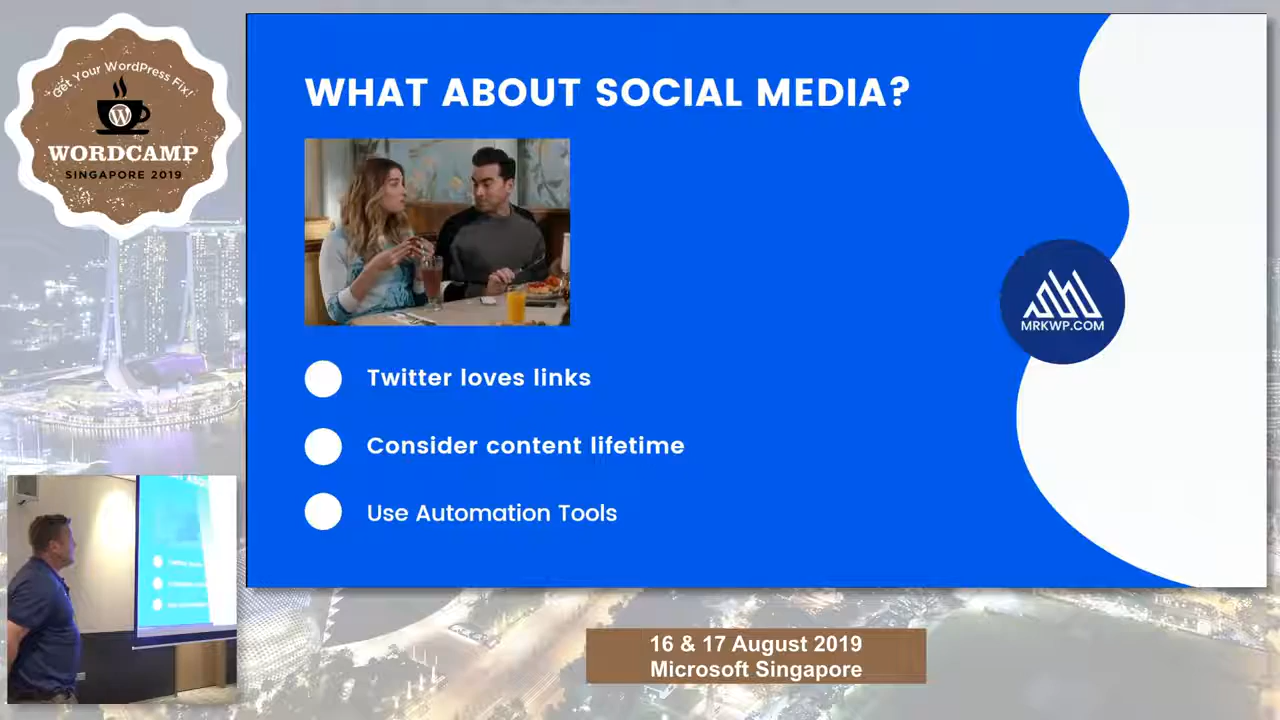 Get Your WordPress Fix!
WORDCAMP
SINGAPORE 2019
WHAT ABOUT SOCIAL MEDIA?
MRKWP.COM
Twitter loves links
Consider content lifetime
Use Automation Tools
16 & 17 August 2019
Microsoft Singapore